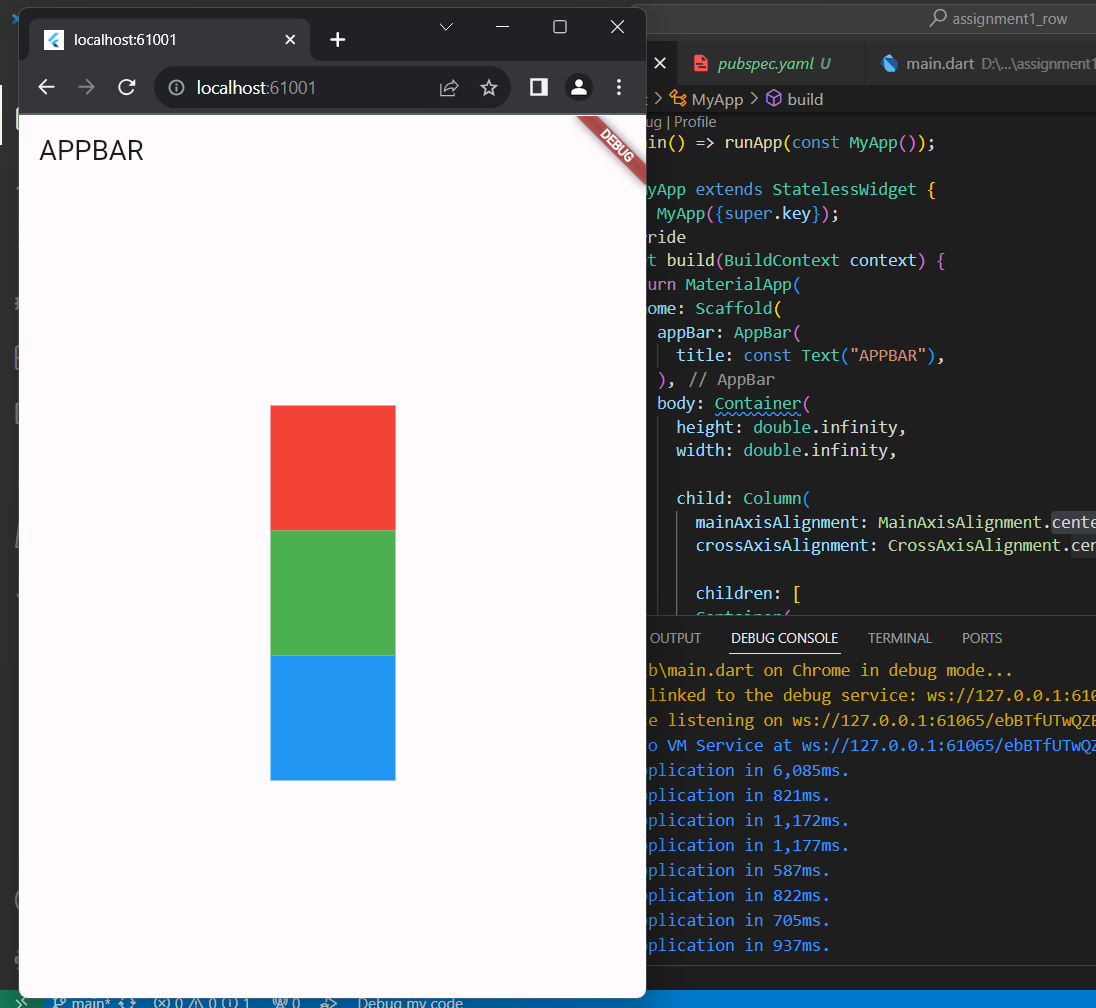 localhost:61001
localhost:61001
APPBAR
DEBUG
assignment1_row
pubspec.yaml U
main.dart D:\...\assignment1
MyApp > build
ug | Profile
in() => runApp(const MyApp());
yApp extends StatelessWidget {
MyApp({super.key});
ride
t build(BuildContext context) {
urn MaterialApp(
ome: Scaffold(
appBar: AppBar(
title: const Text("APPBAR"),
), // AppBar
body: Container(
height: double.infinity,
width: double.infinity,
child: Column(
mainAxisAlignment: MainAxisAlignment.cente
crossAxisAlignment: CrossAxisAlignment.cen
children: [
Container(
OUTPUT DEBUG CONSOLE TERMINAL PORTS
b\main.dart on Chrome in debug mode...
linked to the debug service: ws://127.0.0.1:610
e listening on ws://127.0.0.1:61065/ebBTfUTwQZE
o VM Service at ws://127.0.0.1:61065/ebBTfUTwQZ
plication in 6,085ms.
plication in 821ms.
plication in 1,172ms.
plication in 1,177ms.
plication in 587ms.
plication in 822ms.
plication in 705ms.
plication in 937ms.
main* 0 0 1 0 Debug my code